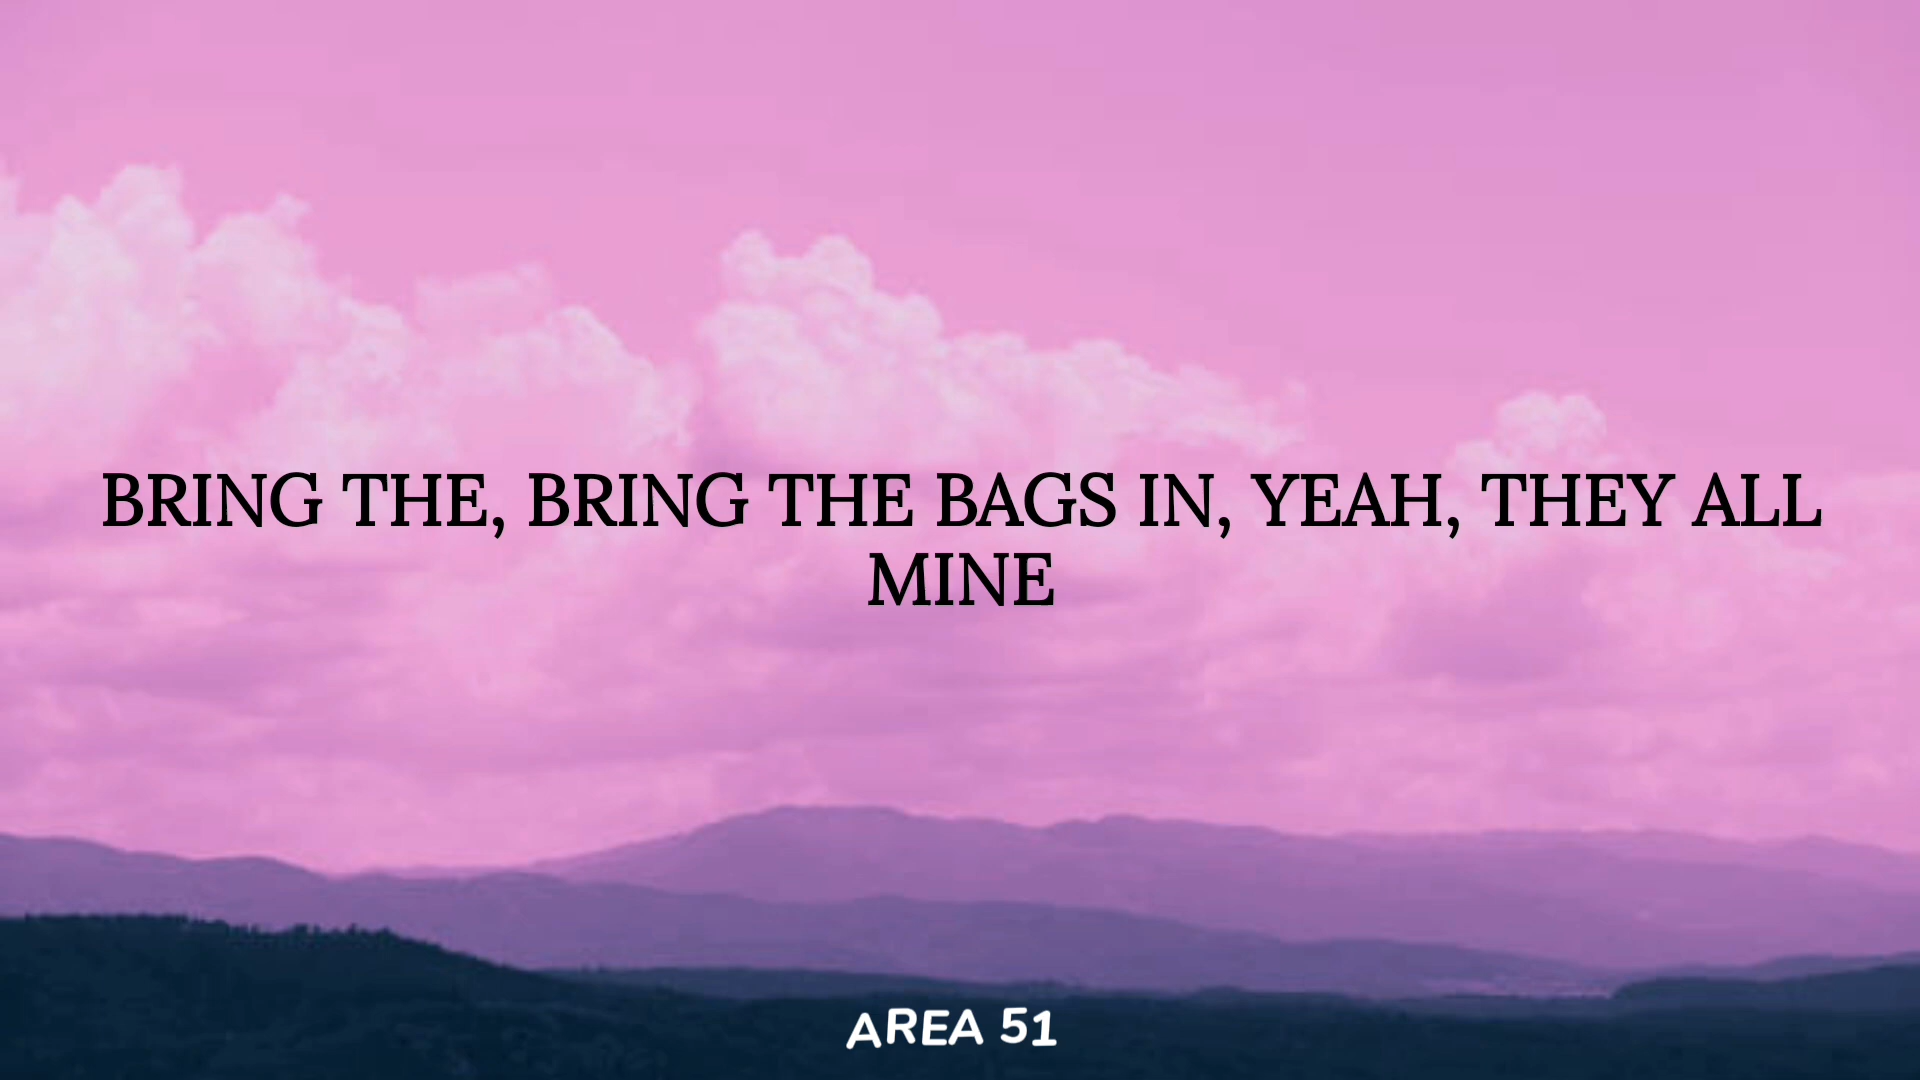 BRING THE, BRING THE BAGS IN, YEAH, THEY ALL
MINE
AREA 51